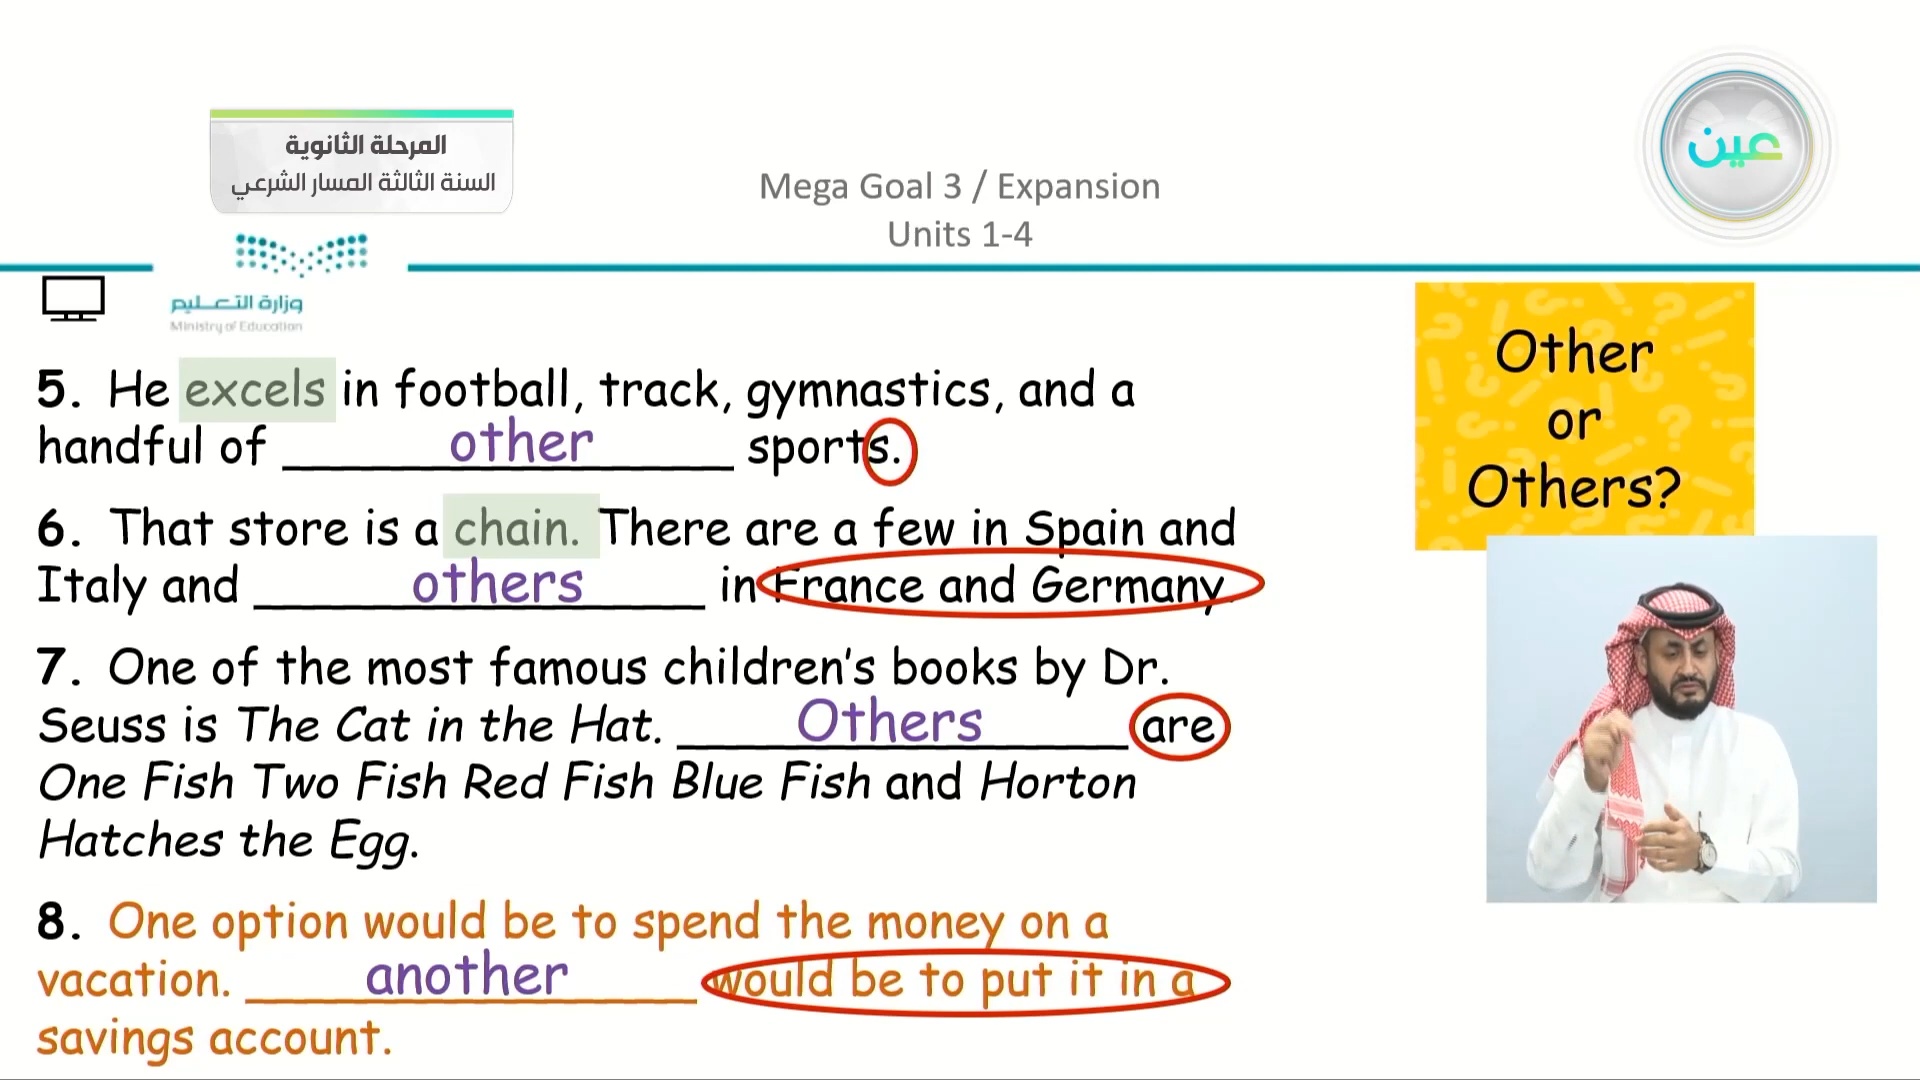 المرحلة الثانوية
السنة الثالثة المسار الشرعي
Mega Goal 3 / Expansion
Units 1-4
عين
وزارة التعليم
Ministry of Education
Other
or
Others?
5. He excels in football, track, gymnastics, and a
handful of other sports.
6. That store is a chain. There are a few in Spain and
Italy and others in France and Germany.
7. One of the most famous children's books by Dr.
Seuss is The Cat in the Hat. Others are
One Fish Two Fish Red Fish Blue Fish and Horton
Hatches the Egg.
8. One option would be to spend the money on a
vacation. another would be to put it in a
savings account.